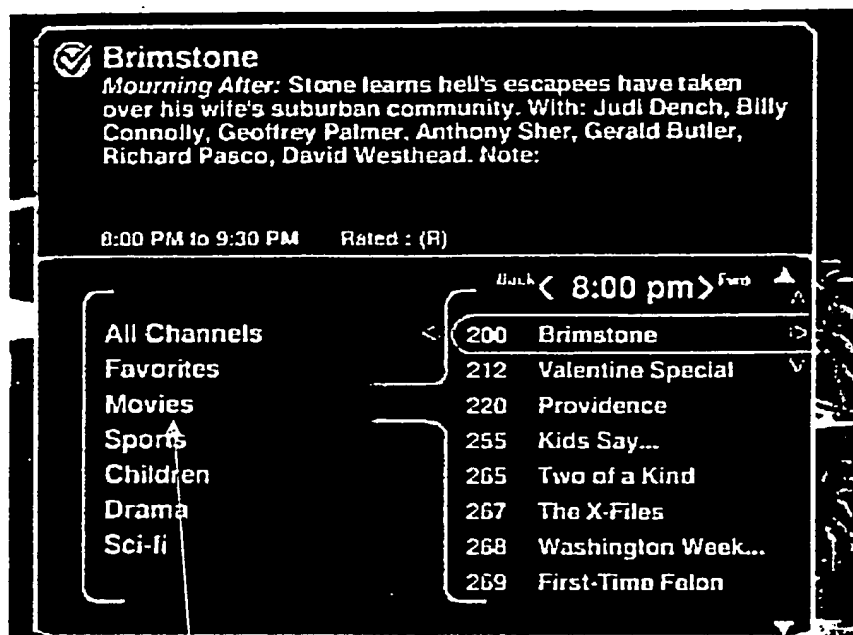 Brimstone
Mourning After: Stone learns hell's escapees have taken
over his wife's suburban community. With: Judi Dench, Billy
Connolly, Geoffrey Palmer, Anthony Sher, Gerald Butler,
Richard Pasco, David Westhead. Note:
8:00 PM to 9:30 PM Rated : (R)
Back < 8:00 pm > Fwd
All Channels < 200 Brimstone >
Favorites 212 Valentine Special
Movies 220 Providence
Sports 255 Kids Say...
Children 265 Two of a Kind
Drama 267 The X-Files
Sci-fi 268 Washington Week...
269 First-Time Felon